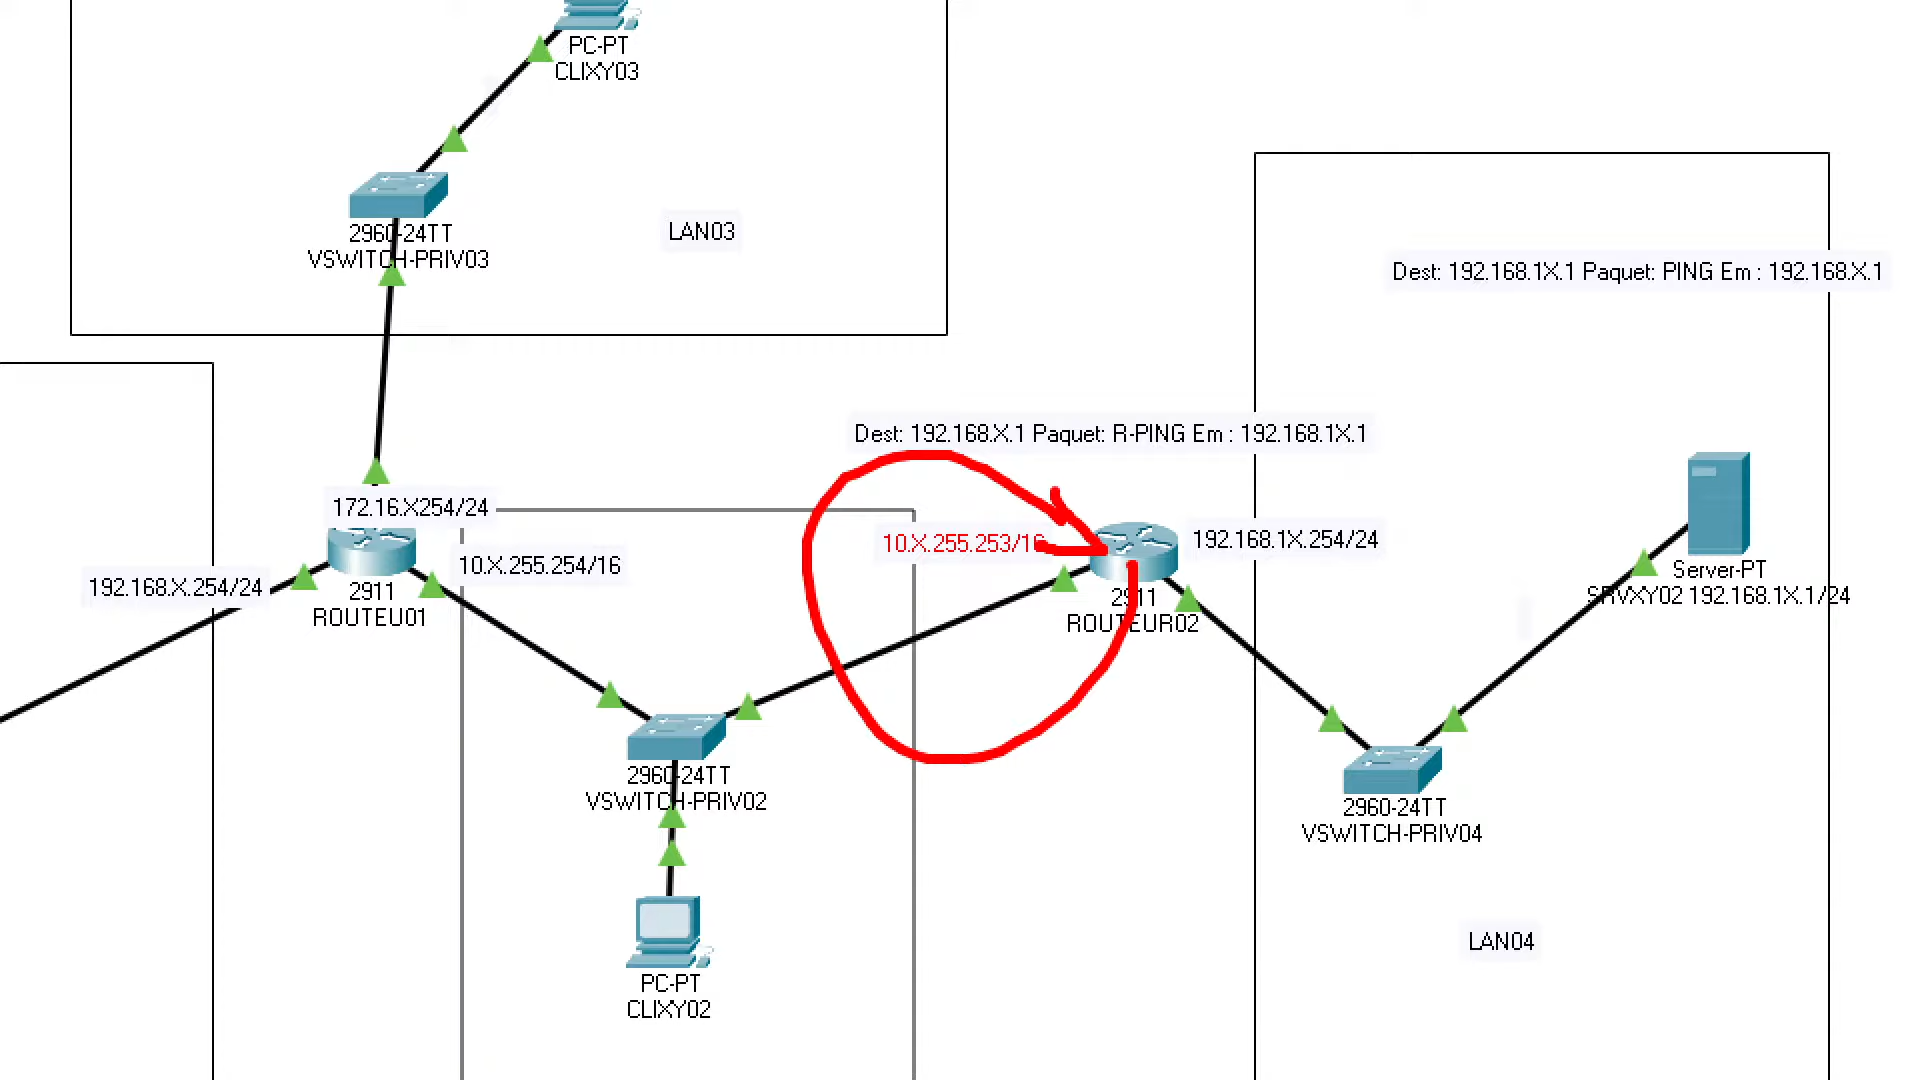 PC-PT
CLIXY03
2960-24TT
VSWITCH-PRIV03
LAN03
Dest: 192.168.1X.1 Paquet: PING Em : 192.168.X.1
Dest: 192.168.X.1 Paquet: R-PING Em : 192.168.1X.1
172.16.X254/24
10.X.255.254/16
192.168.X.254/24
2911
ROUTEU01
10.X.255.253/16
192.168.1X.254/24
2911
ROUTEUR02
Server-PT
SRVXY02 192.168.1X.1/24
2960-24TT
VSWITCH-PRIV02
2960-24TT
VSWITCH-PRIV04
PC-PT
CLIXY02
LAN04